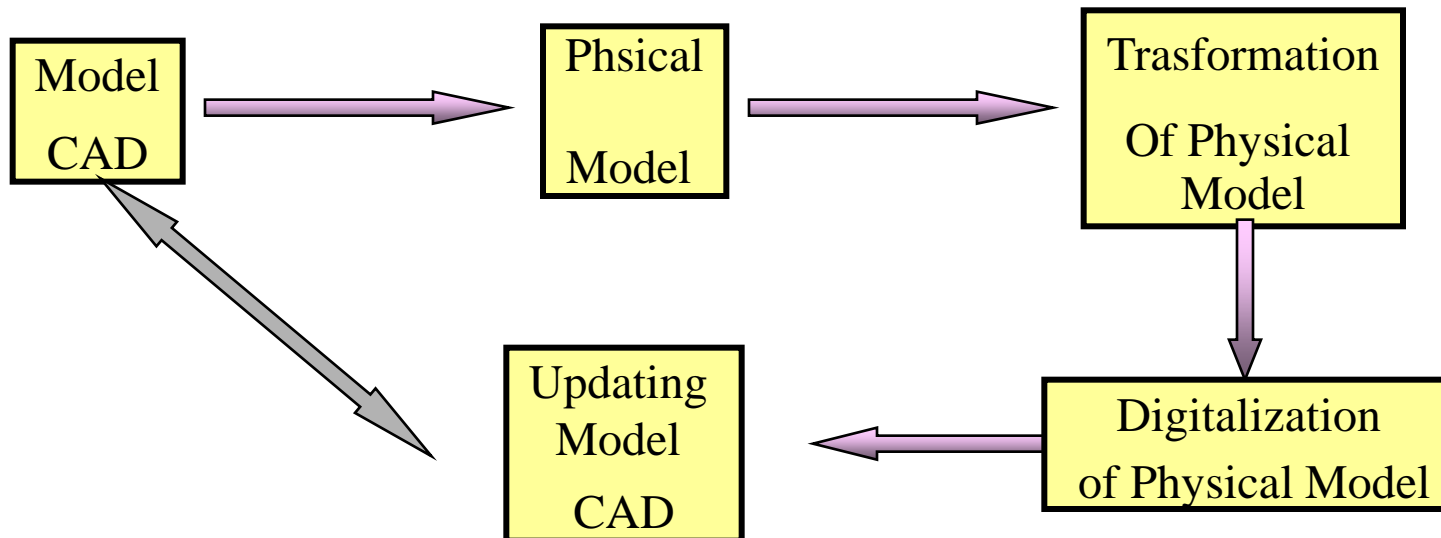 Model
CAD
Phsical
Model
Trasformation
Of Physical
Model
Digitalization
of Physical Model
Updating
Model
CAD